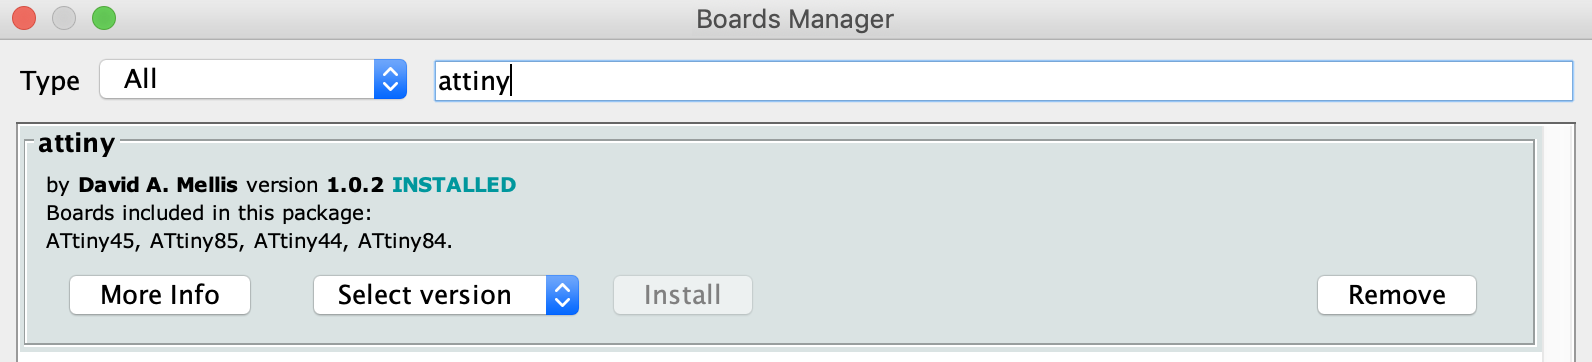 Boards Manager
Type All attiny
attiny
by David A. Mellis version 1.0.2 INSTALLED
Boards included in this package:
ATtiny45, ATtiny85, ATtiny44, ATtiny84.
More Info Select version Install Remove